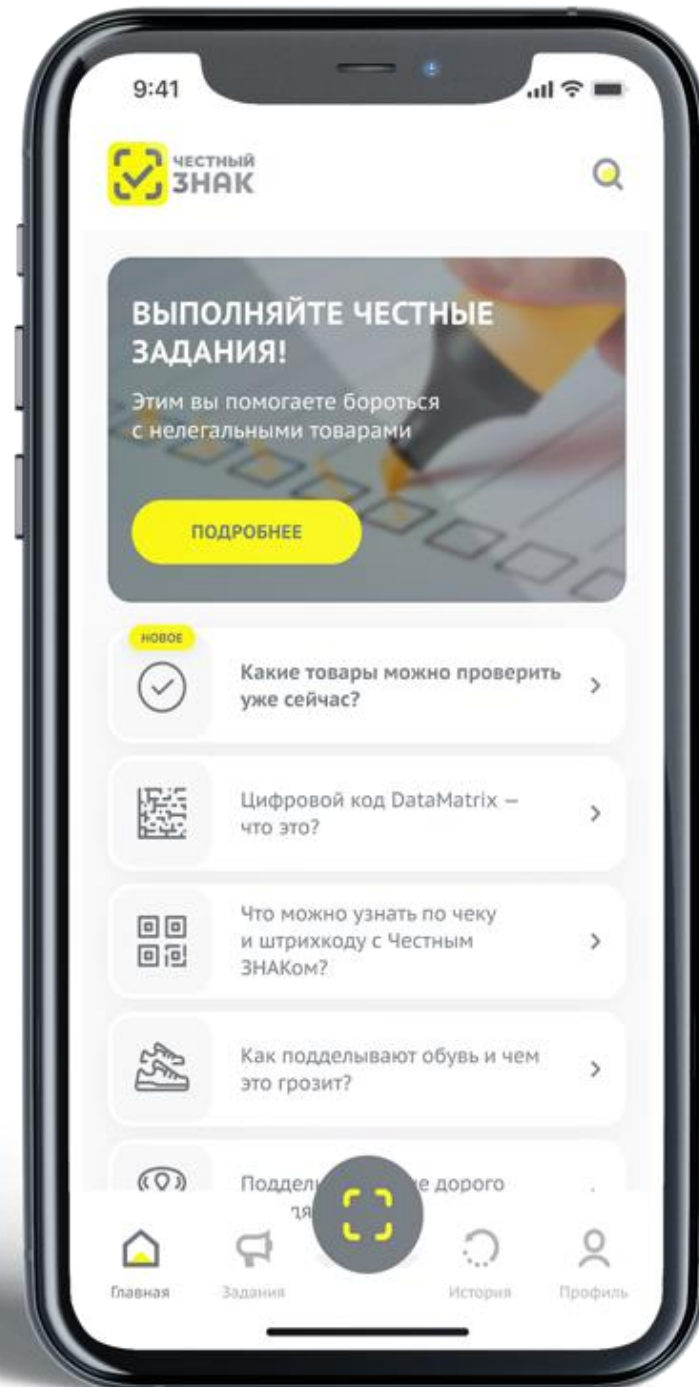 9:41
ЧЕСТНЫЙ
ЗНАК
ВЫПОЛНЯЙТЕ ЧЕСТНЫЕ
ЗАДАНИЯ!
Этим вы помогаете бороться
с нелегальными товарами
ПОДРОБНЕЕ
НОВОЕ
Какие товары можно проверить
уже сейчас?
Цифровой код DataMatrix —
что это?
Что можно узнать по чеку
и штрихкоду с Честным
ЗНАКом?
Как подделывают обувь и чем
это грозит?
дорого
Главная
Задания
История
Профиль